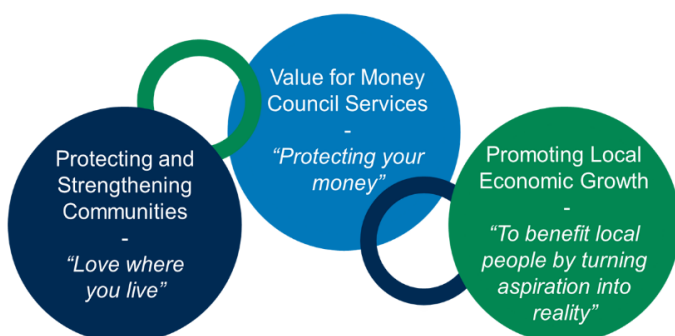 Protecting and
Strengthening
Communities
-
“Love where
you live”
Value for Money
Council Services
-
“Protecting your
money”
Promoting Local
Economic Growth
-
“To benefit local
people by turning
aspiration into
reality”